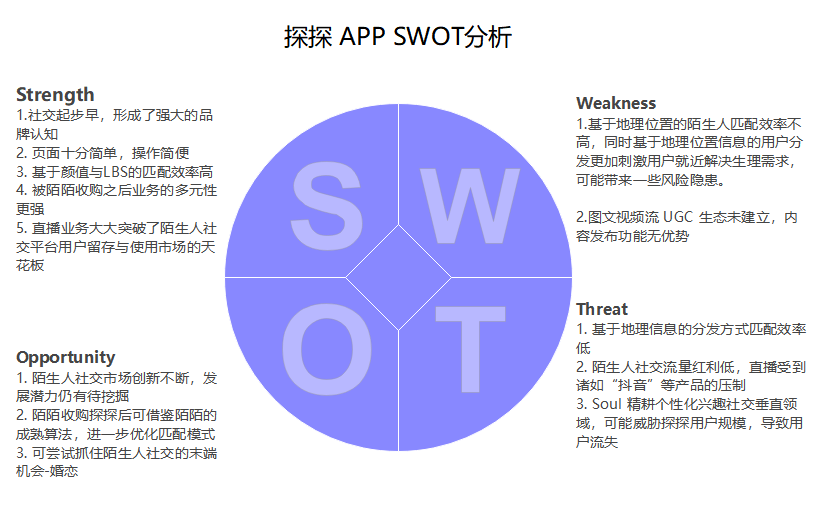 探探 APP SWOT分析
Strength
1.社交起步早，形成了强大的品
牌认知
2. 页面十分简单，操作简便
3. 基于颜值与LBS的匹配效率高
4. 被陌陌收购之后业务的多元性
更强
5. 直播业务大大突破了陌生人社
交平台用户留存与使用市场的天
花板
Weakness
1.基于地理位置的陌生人匹配效率不
高，同时基于地理位置信息的用户分
发更加刺激用户就近解决生理需求，
可能带来一些风险隐患。
2.图文视频流 UGC 生态未建立，内
容发布功能无优势
S
W
O
T
Opportunity
1. 陌生人社交市场创新不断，发
展潜力仍有待挖掘
2. 陌陌收购探探后可借鉴陌陌的
成熟算法，进一步优化匹配模式
3. 可尝试抓住陌生人社交的末端
机会-婚恋
Threat
1. 基于地理信息的分发方式匹配效率
低
2. 陌生人社交流量红利低，直播受到
诸如“抖音”等产品的压制
3. Soul 精耕个性化兴趣社交垂直领
域，可能威胁探探用户规模，导致用
户流失